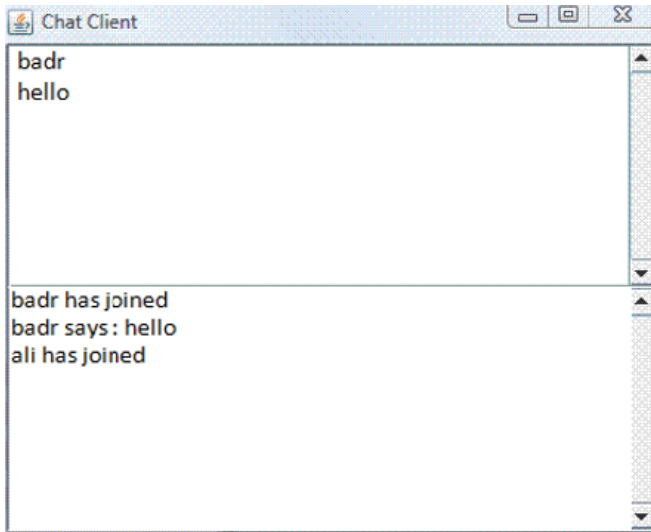 Chat Client
badr
hello
badr has joined
badr says : hello
ali has joined